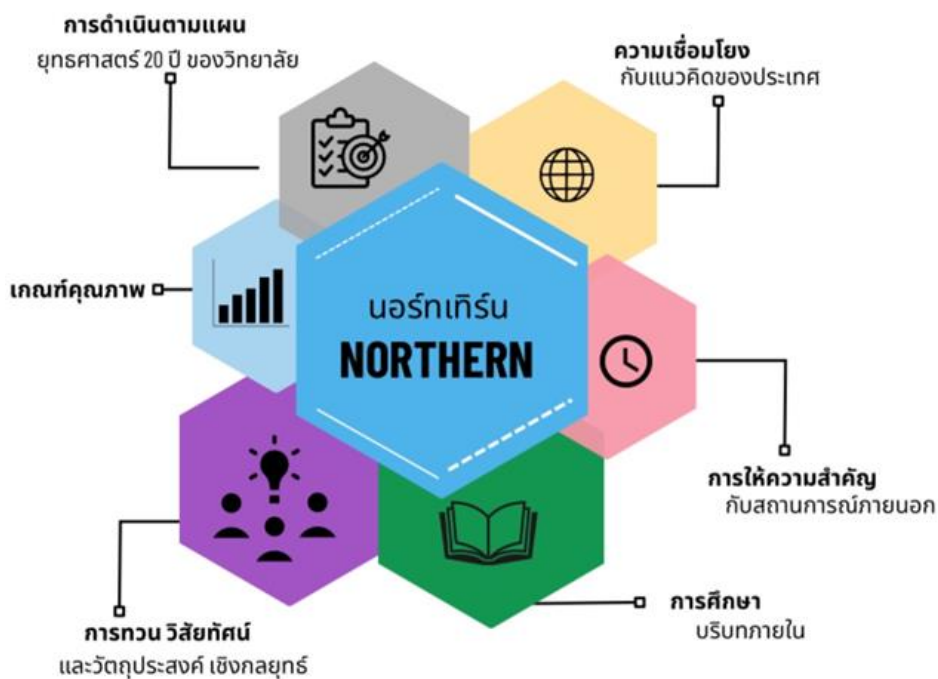 การดำเนินตามแผน
ยุทธศาสตร์ 20 ปี ของวิทยาลัย
ความเชื่อมโยง
กับแนวคิดของประเทศ
เกณฑ์คุณภาพ
นอร์ทเทิร์น
NORTHERN
การให้ความสำคัญ
กับสถานการณ์ภายนอก
การศึกษา
บริบทภายใน
การทวน วิสัยทัศน์
และวัตถุประสงค์ เชิงกลยุทธ์